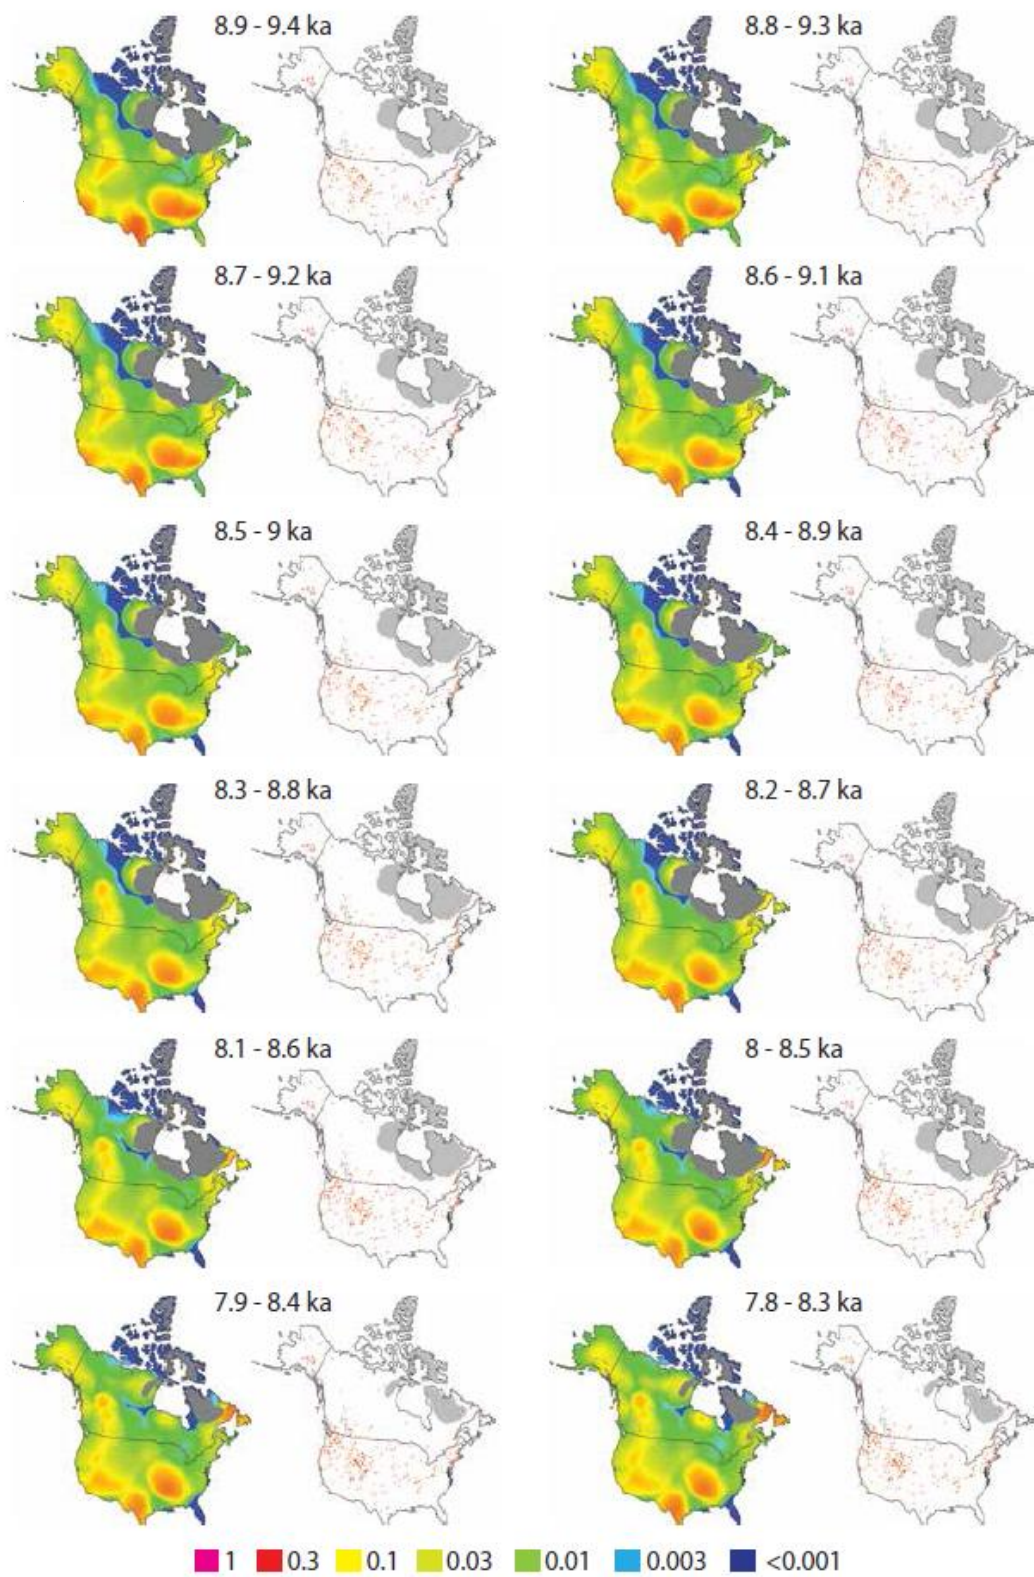 8.9 - 9.4 ka
8.8 - 9.3 ka
8.7 - 9.2 ka
8.6 - 9.1 ka
8.5 - 9 ka
8.4 - 8.9 ka
8.3 - 8.8 ka
8.2 - 8.7 ka
8.1 - 8.6 ka
8 - 8.5 ka
7.9 - 8.4 ka
7.8 - 8.3 ka
1 0.3 0.1 0.03 0.01 0.003 <0.001